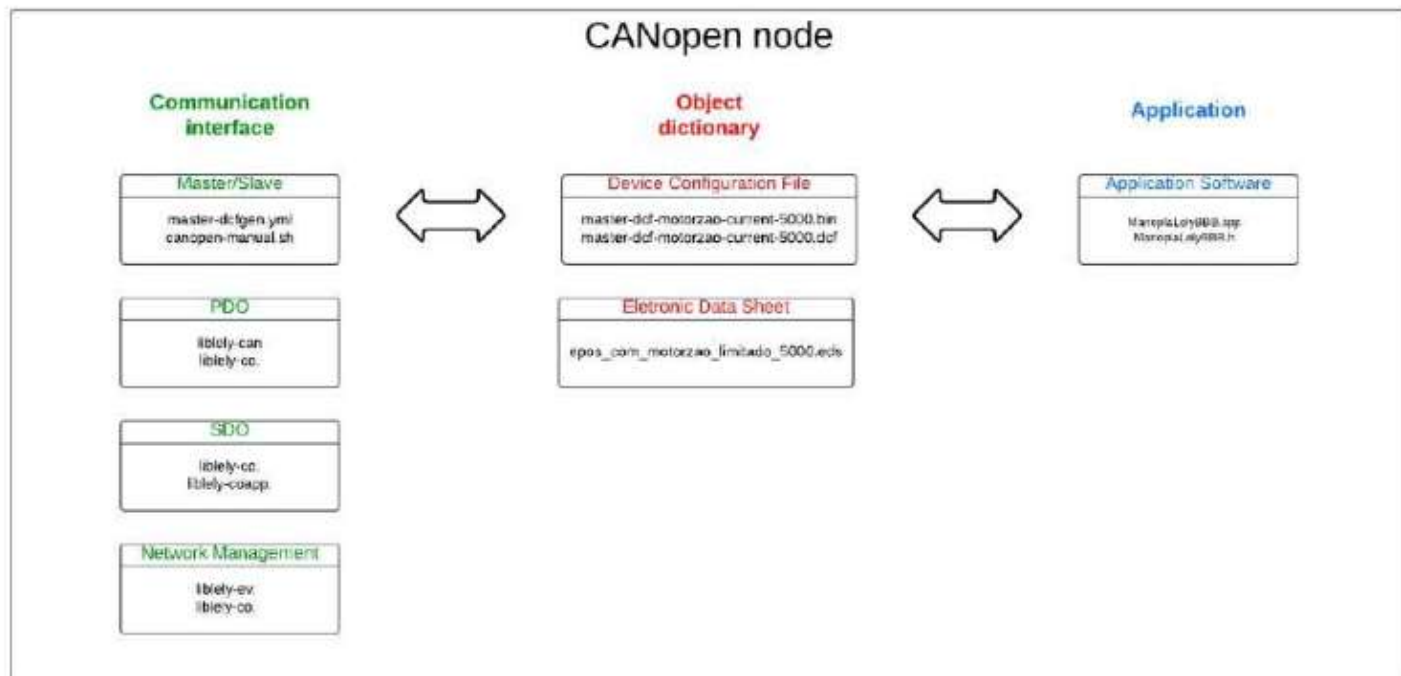 CANopen node
Communication
interface
Object
dictionary
Application
Master/Slave
master-dcfgen.yml
canopen-manual.sh
Device Configuration File
master-dcf-motorzao-current-5000.bin
master-dcf-motorzao-current-5000.dcf
Application Software
PDO
liblely-can
liblely-co.
Eletronic Data Sheet
epos_com_motorzao_limitado_5000.eds
SDO
liblely-co.
liblely-coapp.
Network Management
liblely-ev.
liblely-co.